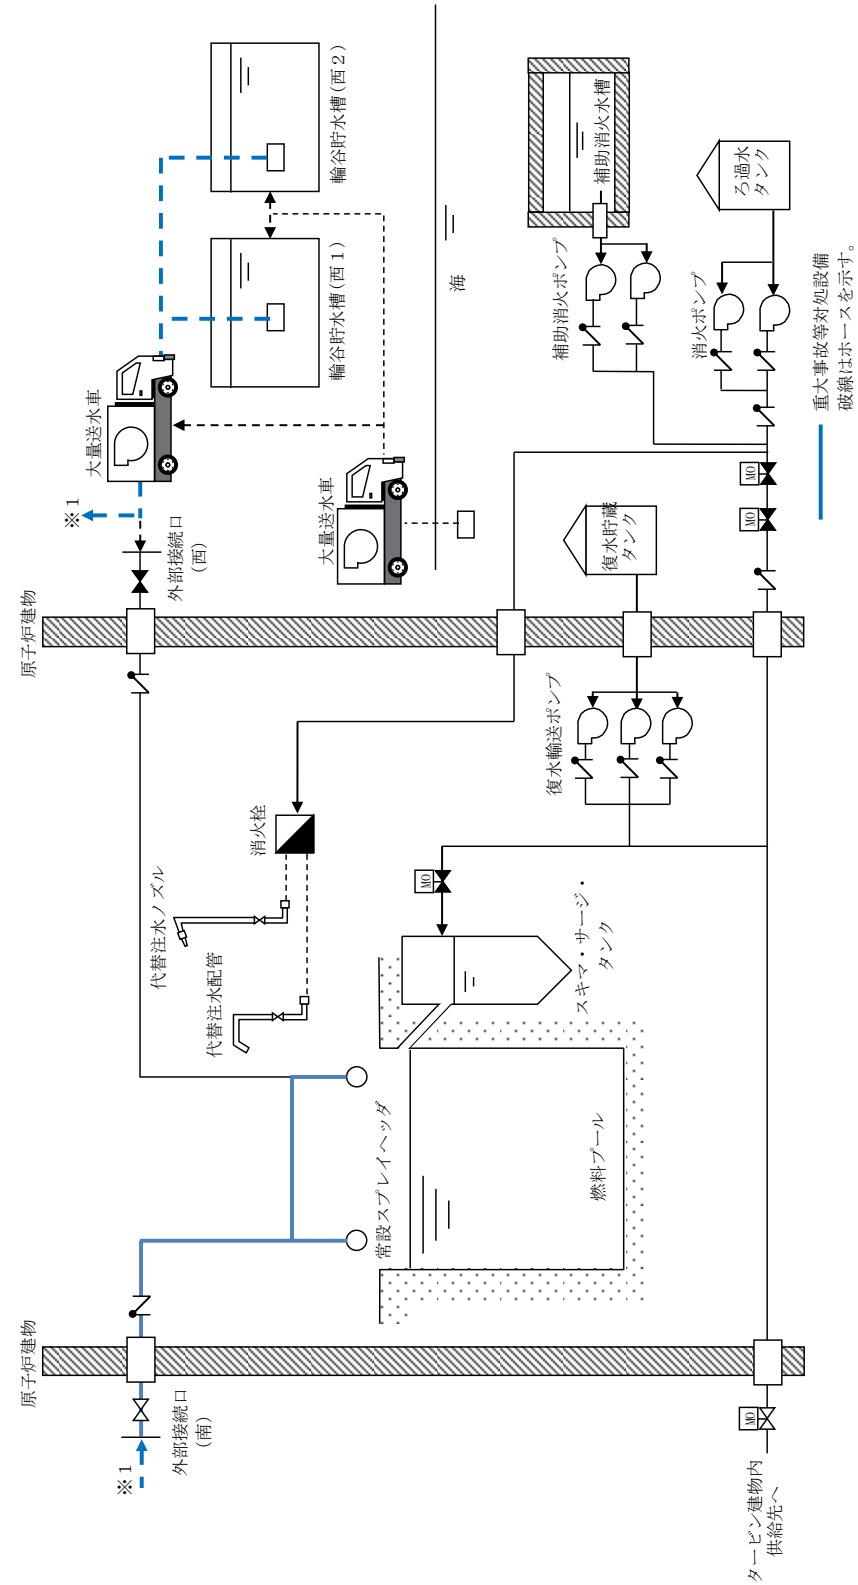 原子炉建物
※1
外部接続口
(南)
タービン建物内
供給先へ
MO
常設スプレイヘッダ
燃料プール
代替注水ノズル
代替注水配管
消火栓
MO
スキマ・サージ・
タンク
復水輸送ポンプ
原子炉建物
※1
外部接続口
(西)
大量送水車
大量送水車
輪谷貯水槽(西1)
輪谷貯水槽(西2)
海
復水貯蔵
タンク
MO
MO
補助消火ポンプ
補助消火水槽
消火ポンプ
ろ過水
タンク
重大事故等対処設備
破線はホースを示す。